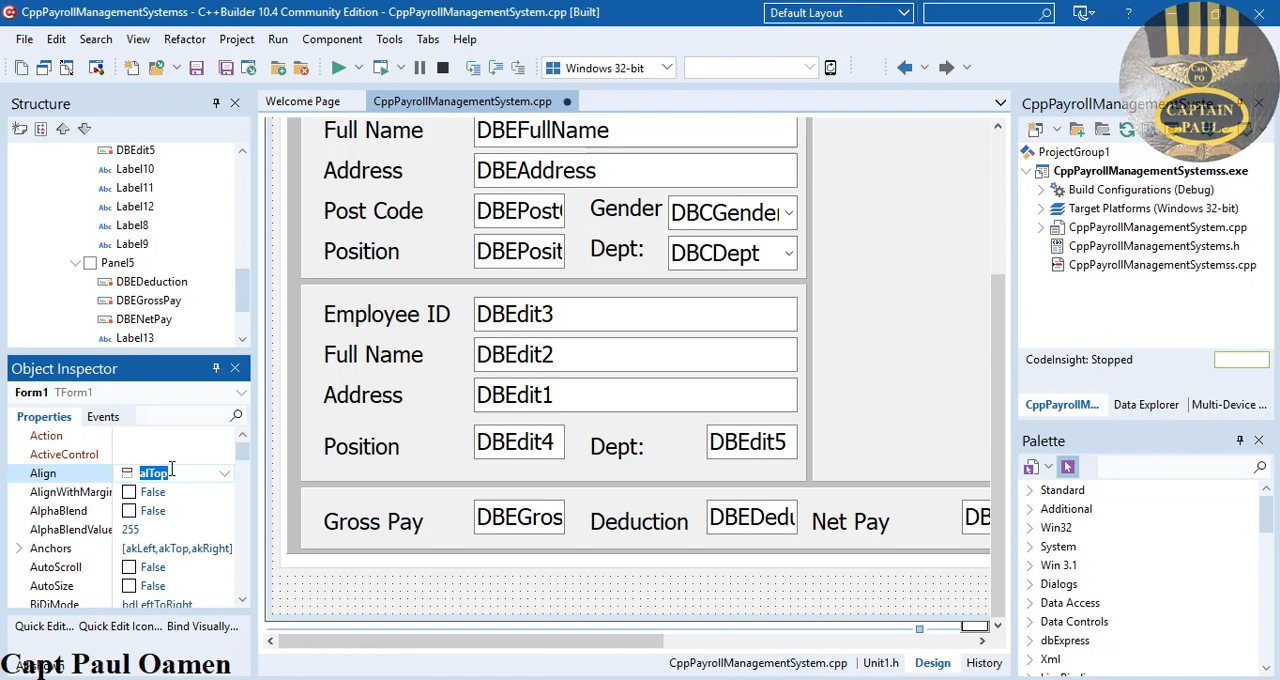 CppPayrollManagementSystemss - C++Builder 10.4 Community Edition - CppPayrollManagementSystem.cpp [Built]
Default Layout
File Edit Search View Refactor Project Run Component Tools Tabs Help
Windows 32-bit
Capt PO
CAPTAIN PAUL
Structure
DBEdit5
Label10
Label11
Label12
Label8
Label9
Panel5
DBEDeduction
DBEGrossPay
DBENetPay
Label13
Object Inspector
Form1 TForm1
Properties Events
Action
ActiveControl
Align alTop
AlignWithMargin False
AlphaBlend False
AlphaBlendValue 255
Anchors [akLeft,akTop,akRight]
AutoScroll False
AutoSize False
BiDiMode bdLeftToRight
Quick Edit... Quick Edit Icon... Bind Visually...
Capt Paul Oamen
Welcome Page CppPayrollManagementSystem.cpp
Full Name DBEFullName
Address DBEAddress
Post Code DBEPost Gender DBCGender
Position DBEPosit Dept: DBCDept
Employee ID DBEdit3
Full Name DBEdit2
Address DBEdit1
Position DBEdit4 Dept: DBEdit5
Gross Pay DBEGros Deduction DBEDedu Net Pay DB
CppPayrollManagementSystem.cpp Unit1.h Design History
CppPayrollManagementSyste
ProjectGroup1
CppPayrollManagementSystemss.exe
Build Configurations (Debug)
Target Platforms (Windows 32-bit)
CppPayrollManagementSystem.cpp
CppPayrollManagementSystems.h
CppPayrollManagementSystemss.cpp
CodeInsight: Stopped
CppPayrollM... Data Explorer Multi-Device ...
Palette
Standard
Additional
Win32
System
Win 3.1
Dialogs
Data Access
Data Controls
dbExpress
Xml